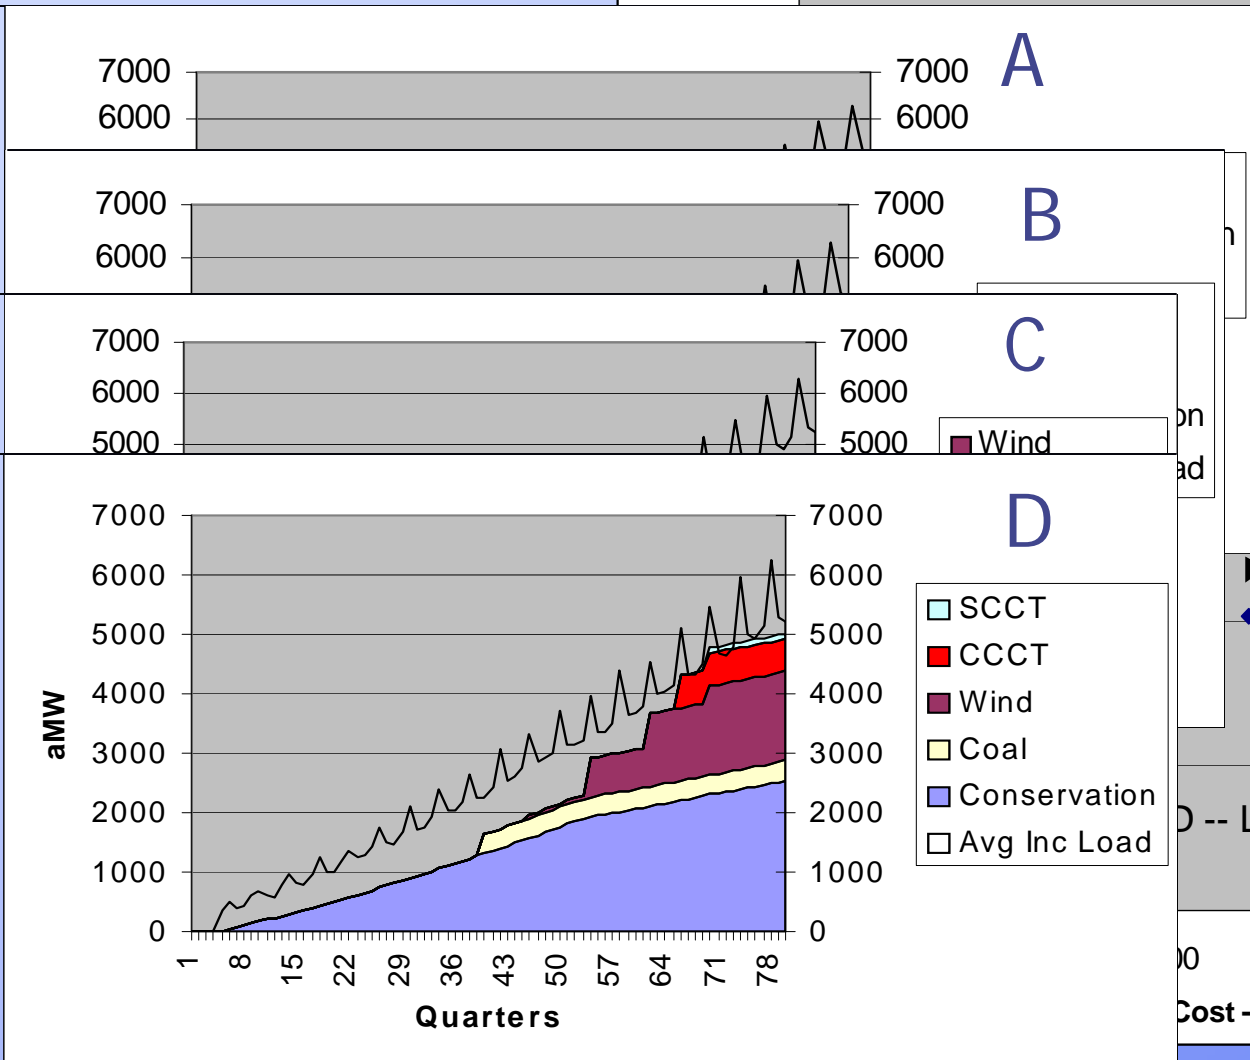 7000 7000 A
6000 6000
7000 7000 B
6000 6000
7000 7000 C
6000 6000
5000 5000
Wind
on
ad
7000 7000 D
6000 6000
5000 5000
4000 4000
3000 3000
2000 2000
1000 1000
0 0
aMW
SCCT
CCCT
Wind
Coal
Conservation
Avg Inc Load
1 8 15 22 29 36 43 50 57 64 71 78
Quarters
D -- L
00
Cost -